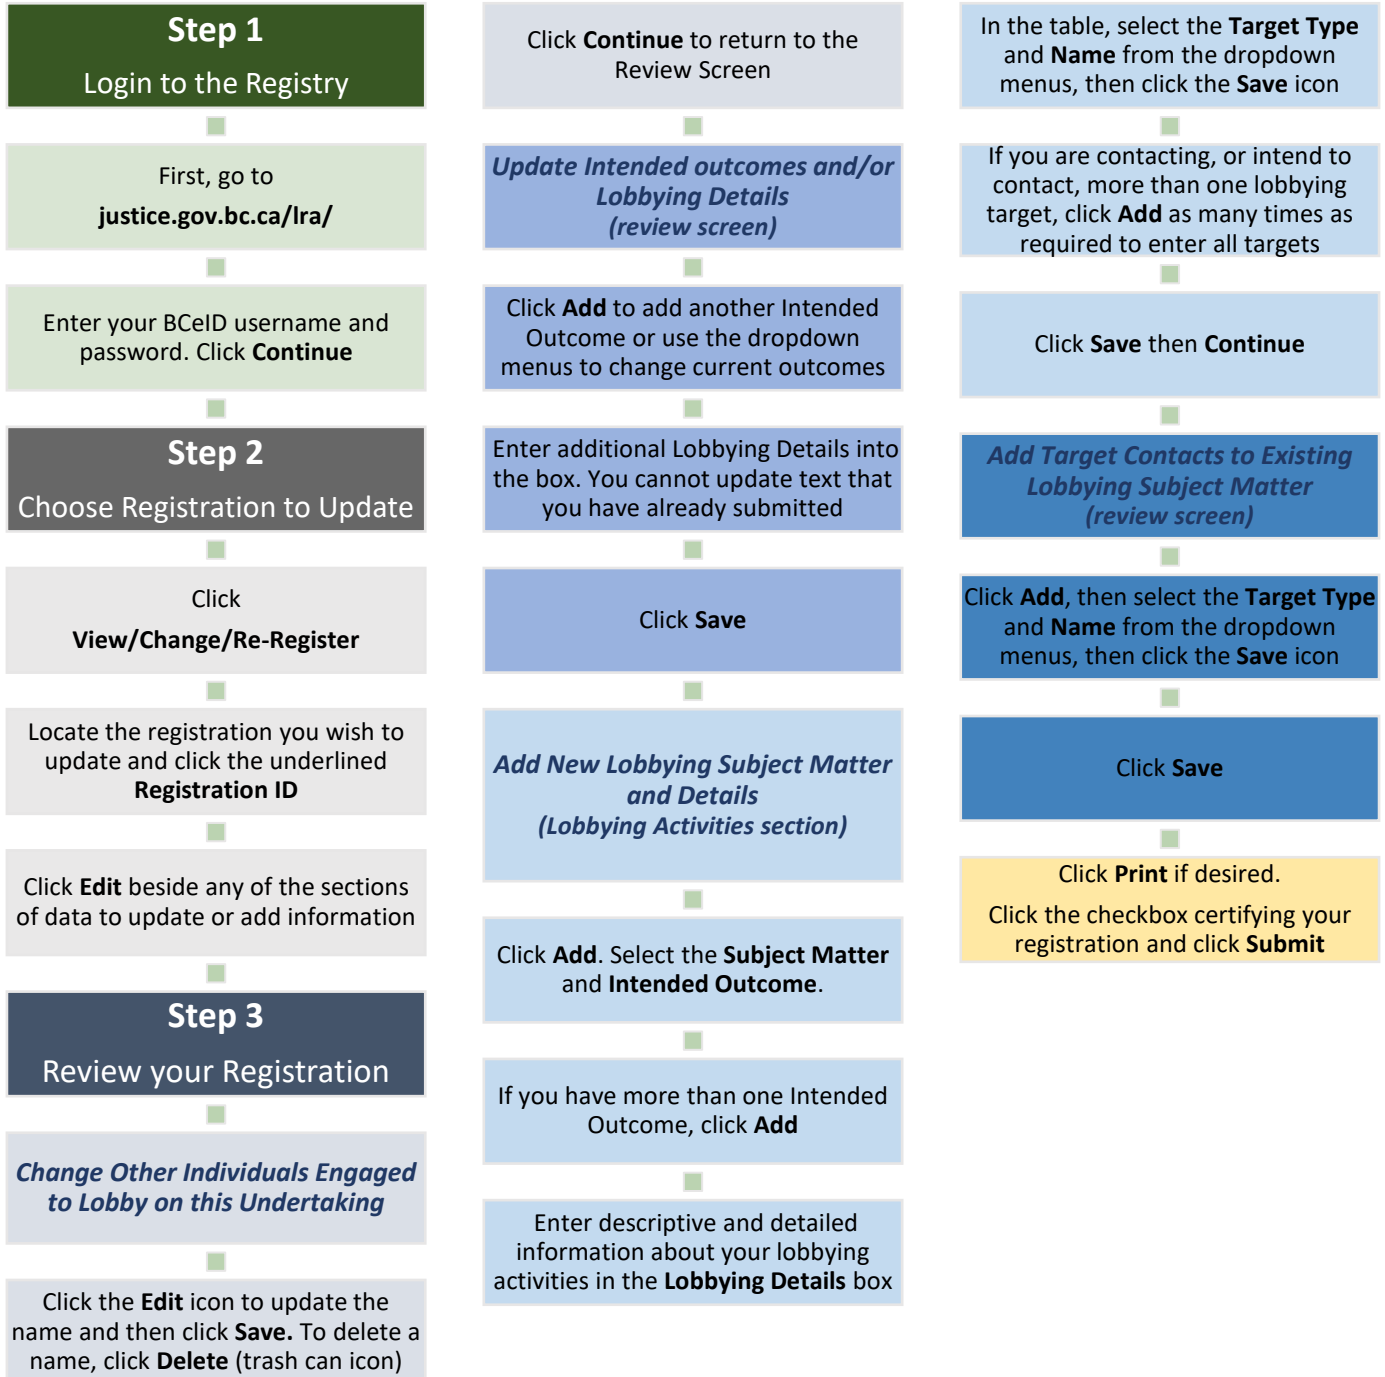 Step 1
Login to the Registry
First, go to
justice.gov.bc.ca/lra/
Enter your BCeID username and
password. Click Continue
Step 2
Choose Registration to Update
Click
View/Change/Re-Register
Locate the registration you wish to
update and click the underlined
Registration ID
Click Edit beside any of the sections
of data to update or add information
Step 3
Review your Registration
Change Other Individuals Engaged
to Lobby on this Undertaking
Click the Edit icon to update the
name and then click Save. To delete a
name, click Delete (trash can icon)
Click Continue to return to the
Review Screen
Update Intended outcomes and/or
Lobbying Details
(review screen)
Click Add to add another Intended
Outcome or use the dropdown
menus to change current outcomes
Enter additional Lobbying Details into
the box. You cannot update text that
you have already submitted
Click Save
Add New Lobbying Subject Matter
and Details
(Lobbying Activities section)
Click Add. Select the Subject Matter
and Intended Outcome.
If you have more than one Intended
Outcome, click Add
Enter descriptive and detailed
information about your lobbying
activities in the Lobbying Details box
In the table, select the Target Type
and Name from the dropdown
menus, then click the Save icon
If you are contacting, or intend to
contact, more than one lobbying
target, click Add as many times as
required to enter all targets
Click Save then Continue
Add Target Contacts to Existing
Lobbying Subject Matter
(review screen)
Click Add, then select the Target Type
and Name from the dropdown
menus, then click the Save icon
Click Save
Click Print if desired.
Click the checkbox certifying your
registration and click Submit